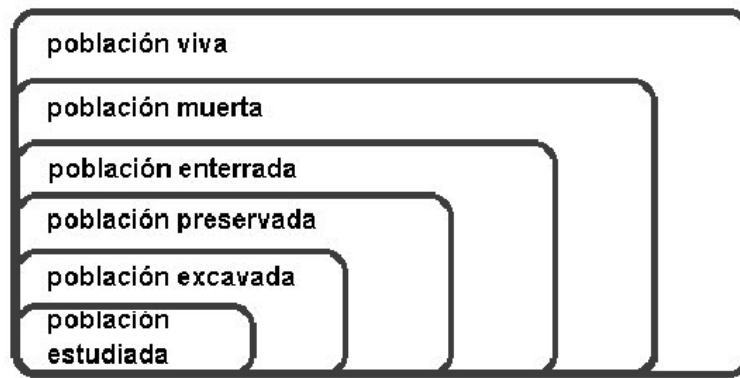 población viva
población muerta
población enterrada
población preservada
población excavada
población
estudiada